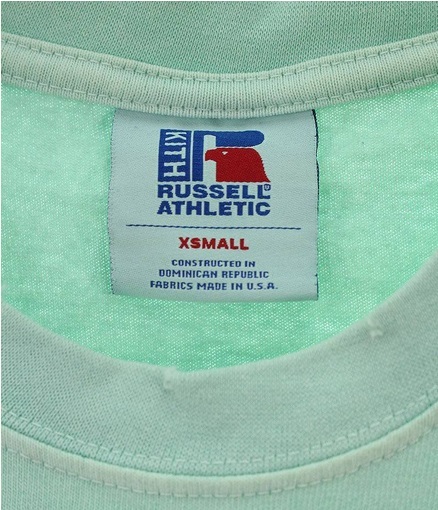 KITH
RUSSELL
ATHLETIC
XSMALL
CONSTRUCTED IN
DOMINICAN REPUBLIC
FABRICS MADE IN U.S.A.